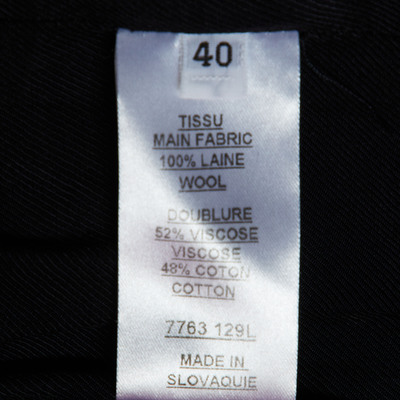 40
TISSU
MAIN FABRIC
100% LAINE
WOOL
DOUBLURE
52% VISCOSE
VISCOSE
48% COTON
COTTON
7763 129L
MADE IN
SLOVAQUIE